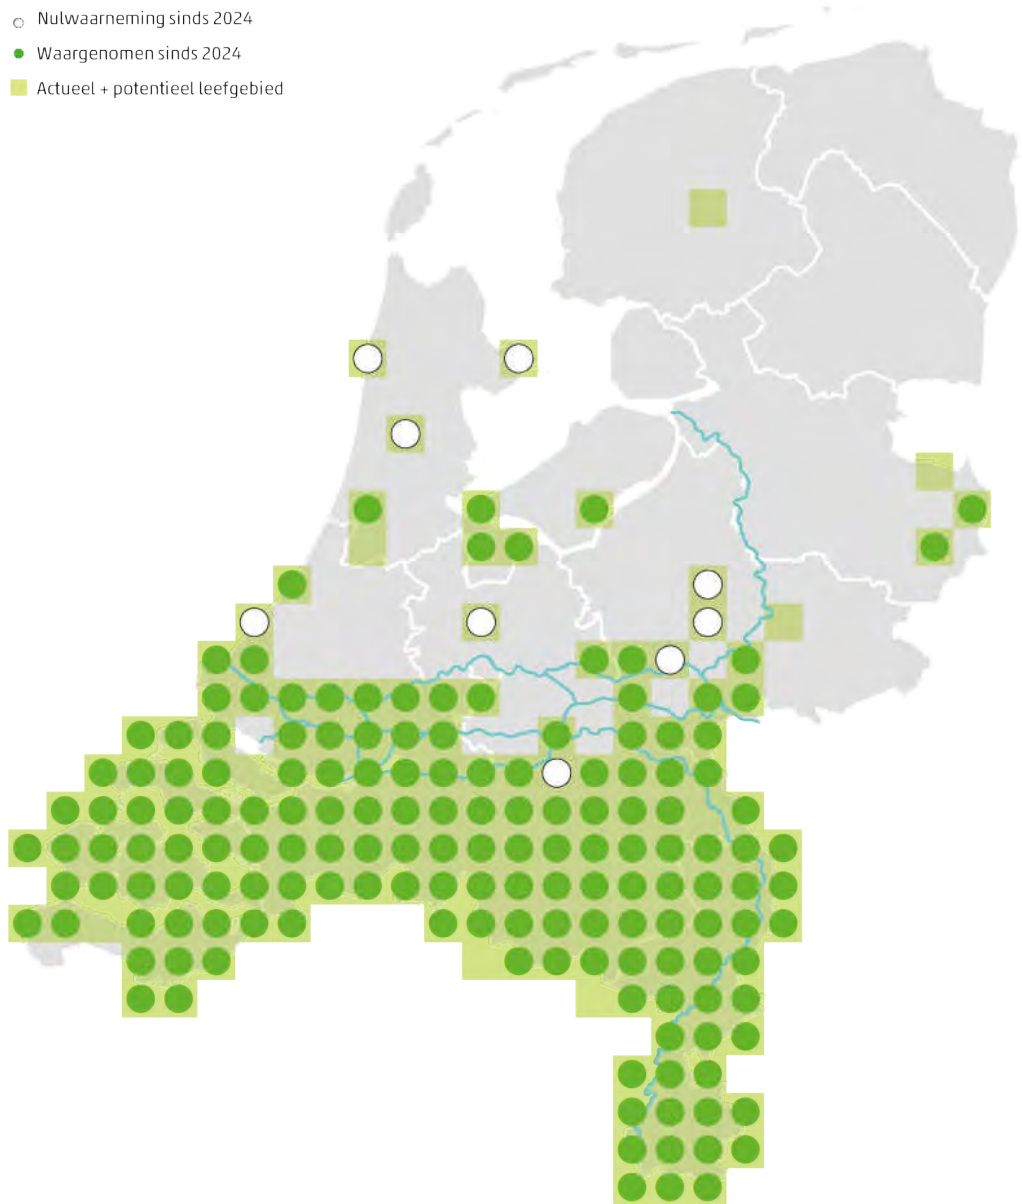 Nulwaarneming sinds 2024
Waargenomen sinds 2024
Actueel + potentieel leefgebied